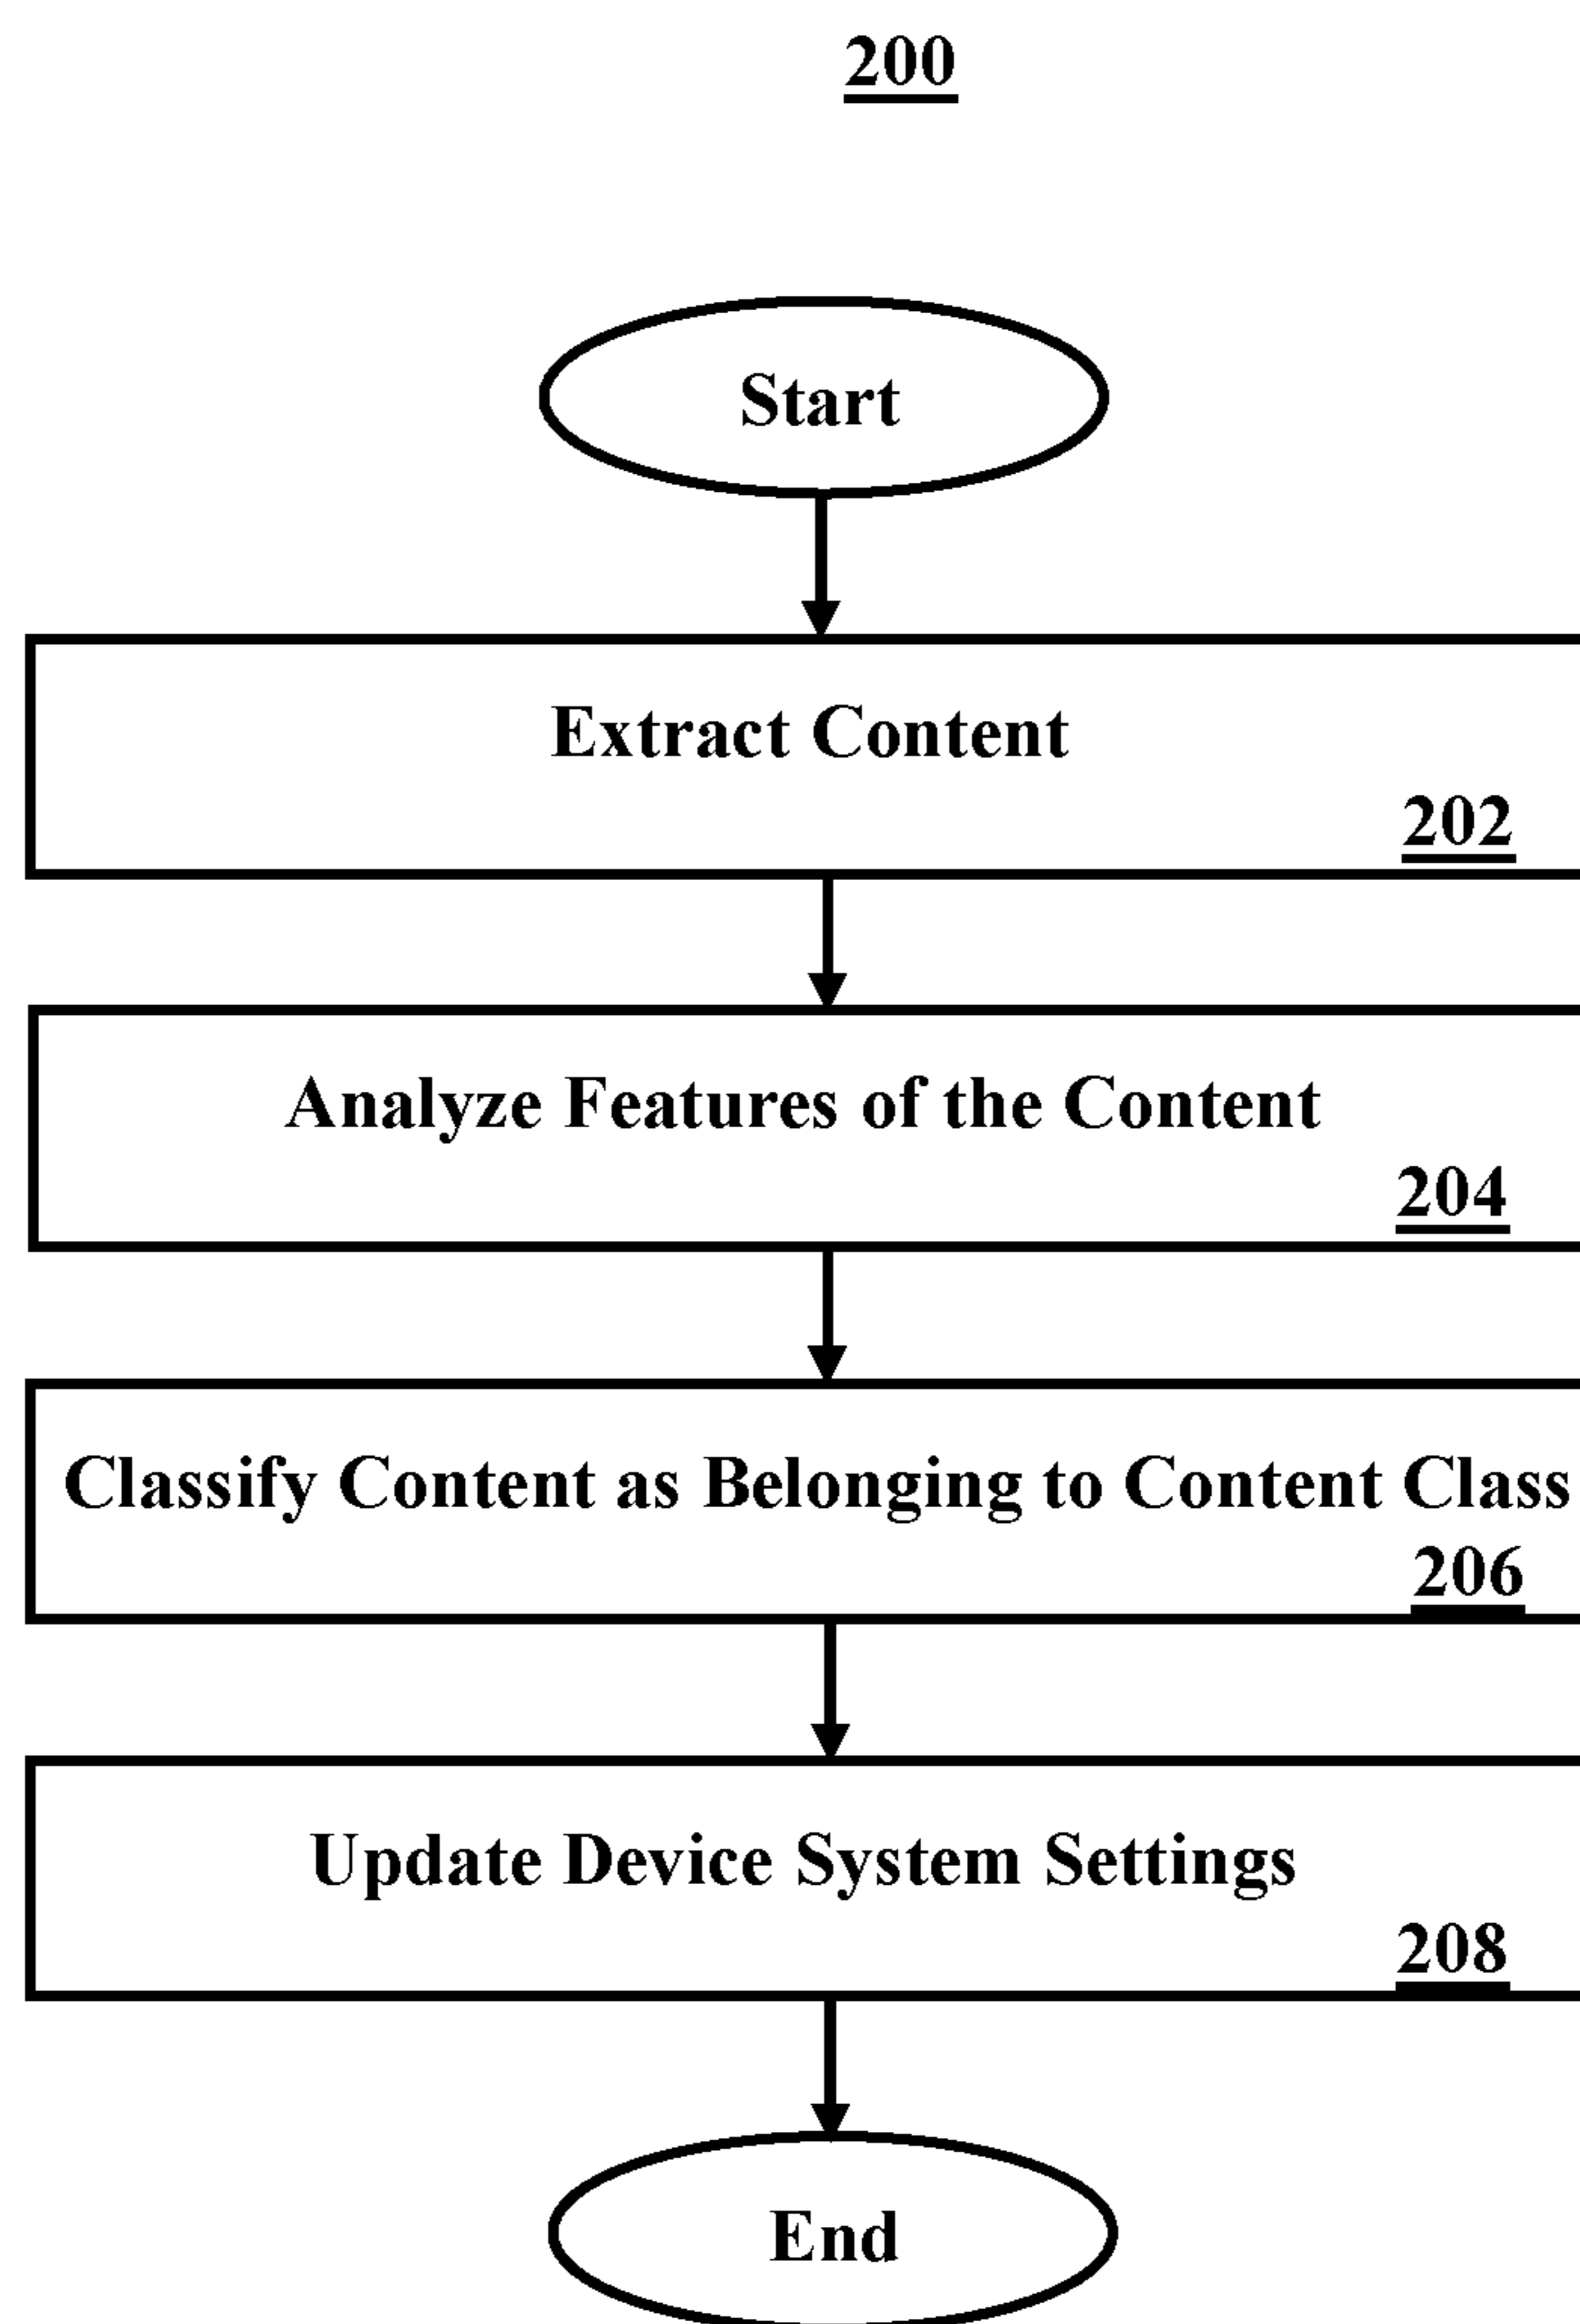 200
Start
Extract Content
202
Analyze Features of the Content
204
Classify Content as Belonging to Content Class
206
Update Device System Settings
208
End